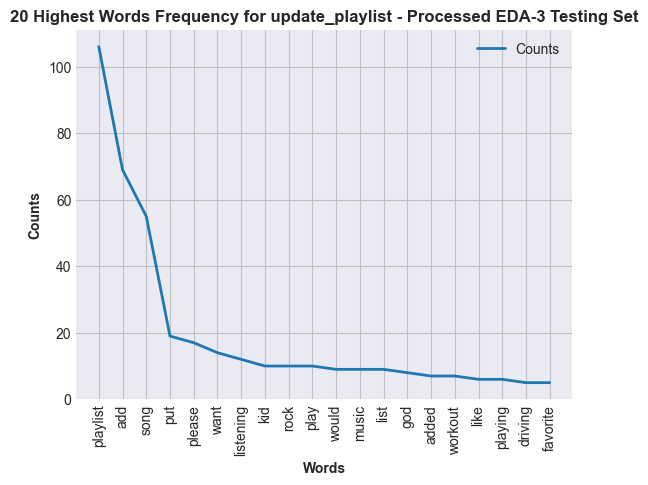 20 Highest Words Frequency for update_playlist - Processed EDA-3 Testing Set
Counts
100
80
60
40
20
0
Counts
playlist
add
song
put
please
want
listening
kid
rock
play
would
music
list
god
added
workout
like
playing
driving
favorite
Words